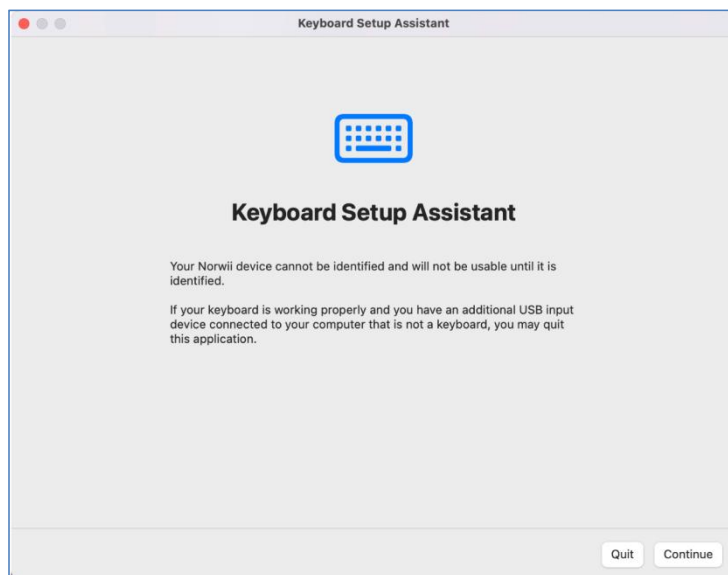 Keyboard Setup Assistant
Keyboard Setup Assistant
Your Norwii device cannot be identified and will not be usable until it is
identified.
If your keyboard is working properly and you have an additional USB input
device connected to your computer that is not a keyboard, you may quit
this application.
Quit Continue